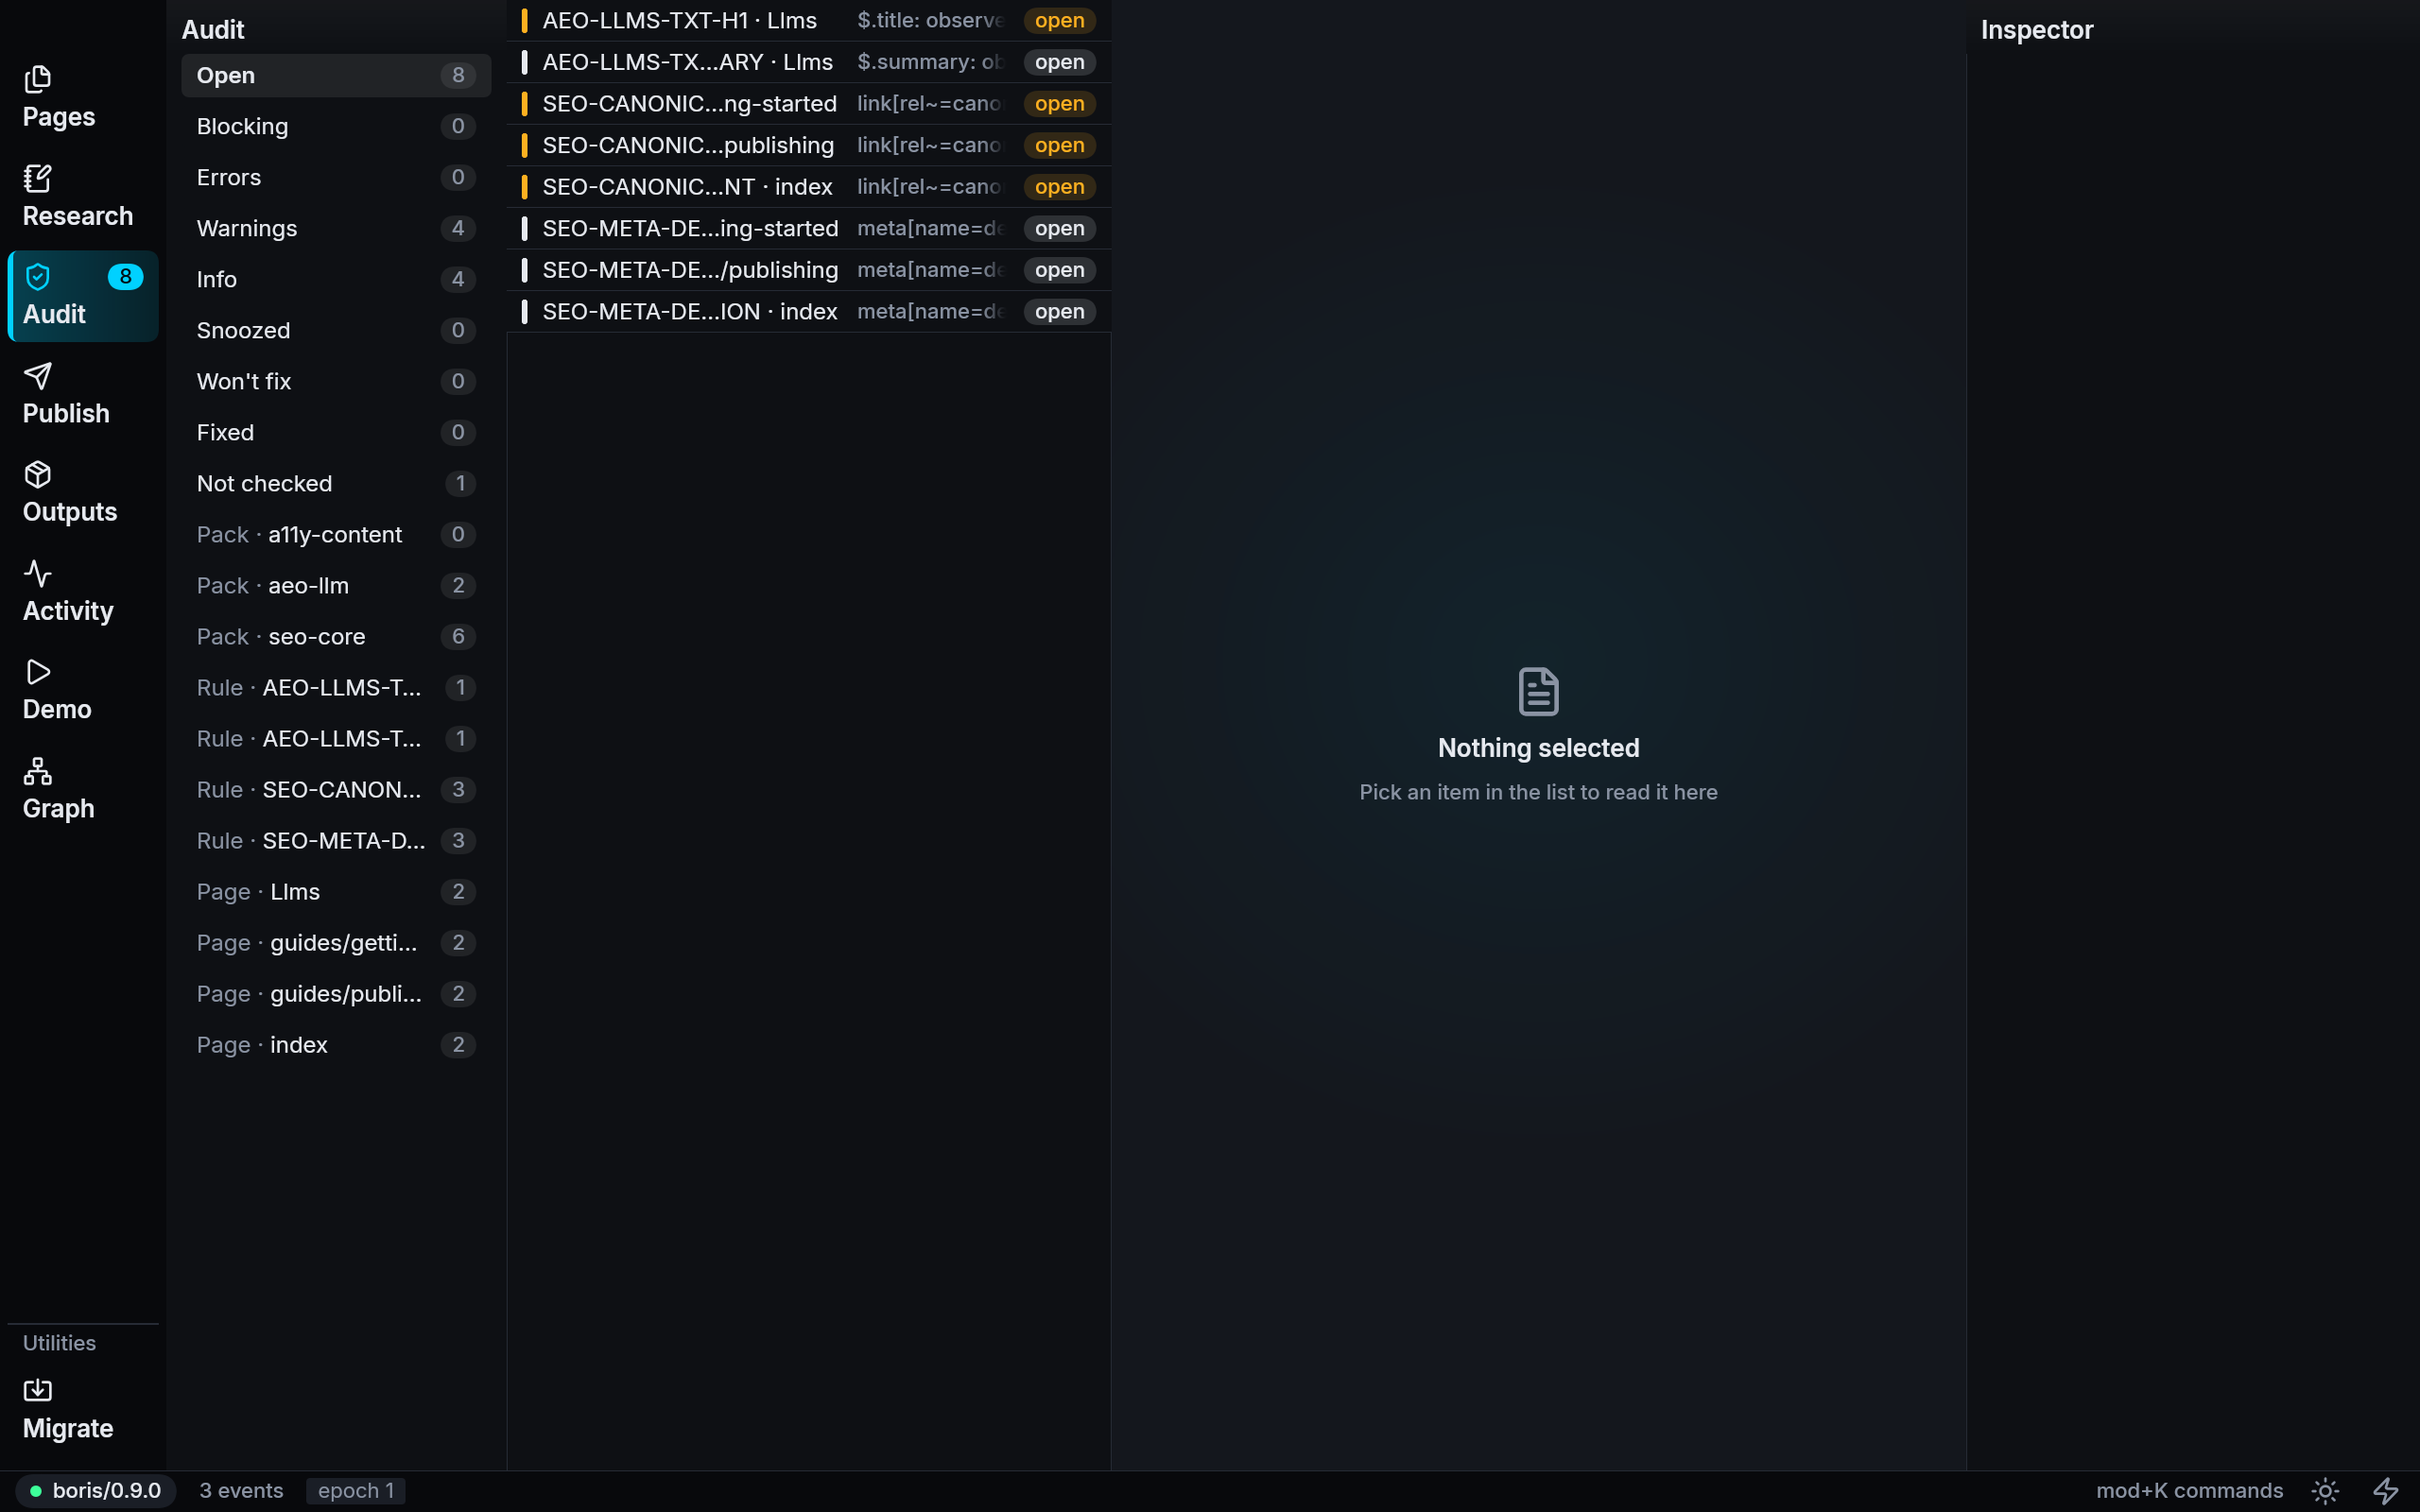 Pages
Research
8
Audit
Publish
Outputs
Activity
Demo
Graph
Utilities
Migrate
Audit
Open 8
Blocking 0
Errors 0
Warnings 4
Info 4
Snoozed 0
Won't fix 0
Fixed 0
Not checked 1
Pack · a11y-content 0
Pack · aeo-llm 2
Pack · seo-core 6
Rule · AEO-LLMS-T... 1
Rule · AEO-LLMS-T... 1
Rule · SEO-CANON... 3
Rule · SEO-META-D... 3
Page · Llms 2
Page · guides/getti... 2
Page · guides/publi... 2
Page · index 2
AEO-LLMS-TXT-H1 · Llms $.title: observe open
AEO-LLMS-TX...ARY · Llms $.summary: ob open
SEO-CANONIC...ng-started link[rel~=cano open
SEO-CANONIC...publishing link[rel~=cano open
SEO-CANONIC...NT · index link[rel~=cano open
SEO-META-DE...ing-started meta[name=de open
SEO-META-DE.../publishing meta[name=de open
SEO-META-DE...ION · index meta[name=de open
Nothing selected
Pick an item in the list to read it here
Inspector
boris/0.9.0 3 events epoch 1
mod+K commands